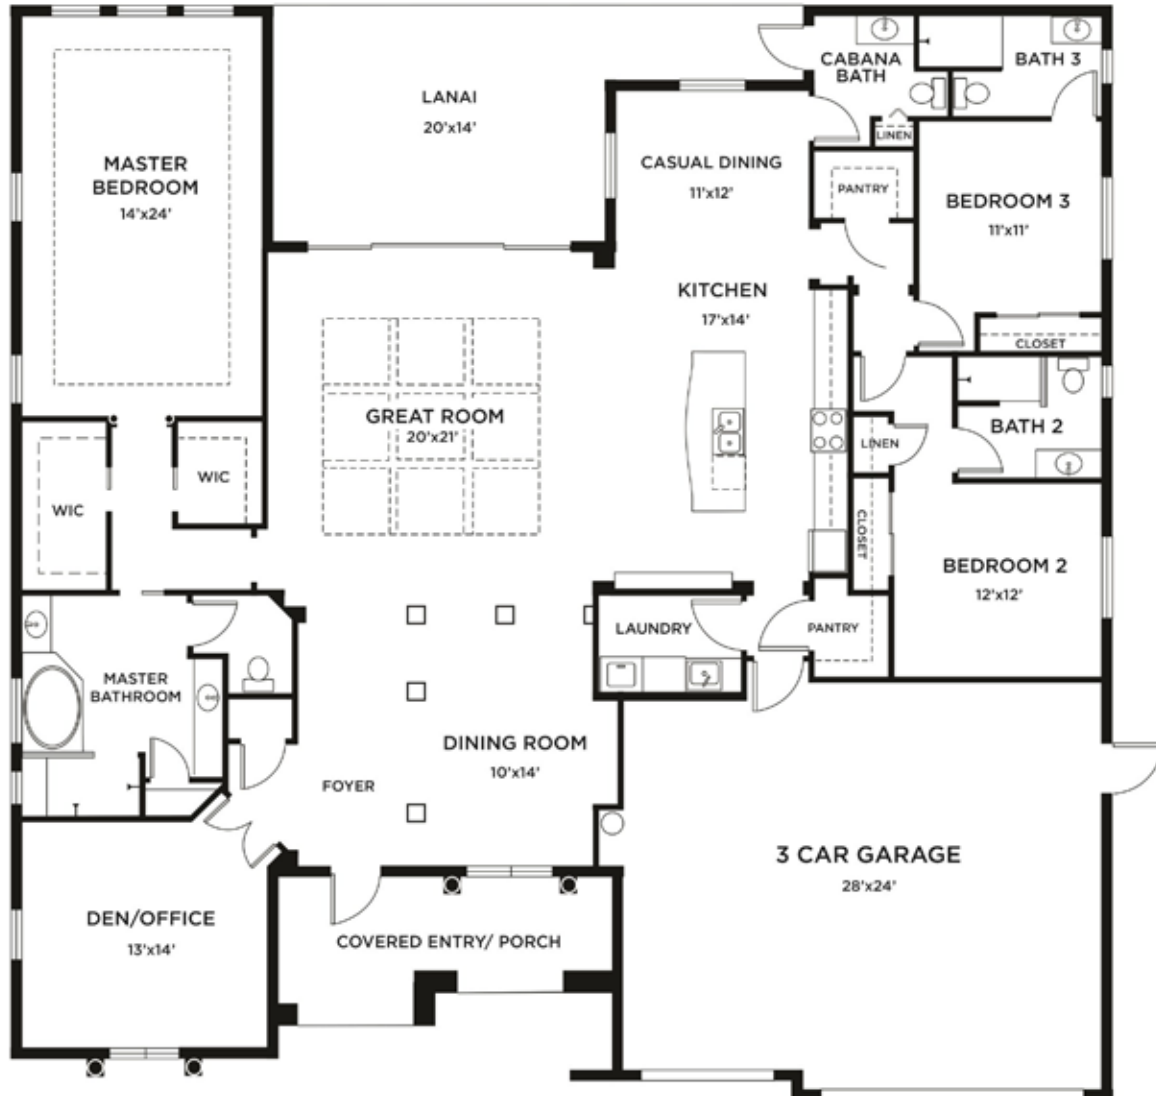 LANAI
20'x14'
CABANA
BATH
BATH 3
LINEN
MASTER
BEDROOM
14'x24'
CASUAL DINING
11'x12'
PANTRY
BEDROOM 3
11'x11'
KITCHEN
17'x14'
CLOSET
GREAT ROOM
20'x21'
BATH 2
LINEN
WIC
WIC
CLOSET
BEDROOM 2
12'x12'
LAUNDRY
PANTRY
MASTER
BATHROOM
DINING ROOM
10'x14'
FOYER
3 CAR GARAGE
28'x24'
DEN/OFFICE
13'x14'
COVERED ENTRY/ PORCH